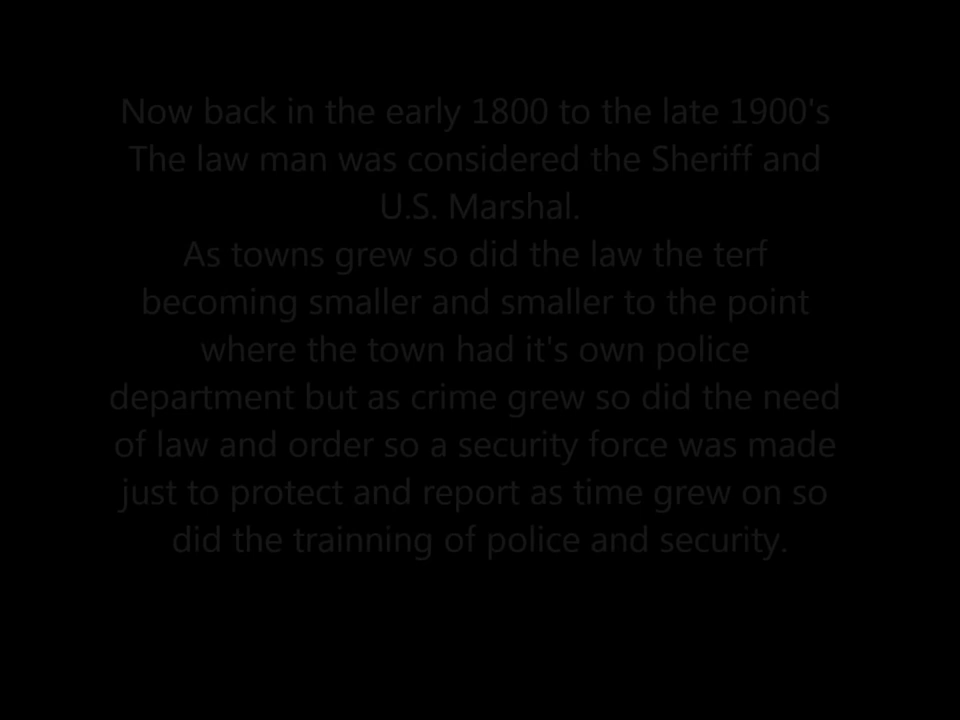 Now back in the early 1800 to the late 1900's
The law man was considered the Sheriff and
U.S. Marshal.
As towns grew so did the law the terf
becoming smaller and smaller to the point
where the town had it's own police
department but as crime grew so did the need
of law and order so a security force was made
just to protect and report as time grew on so
did the trainning of police and security.